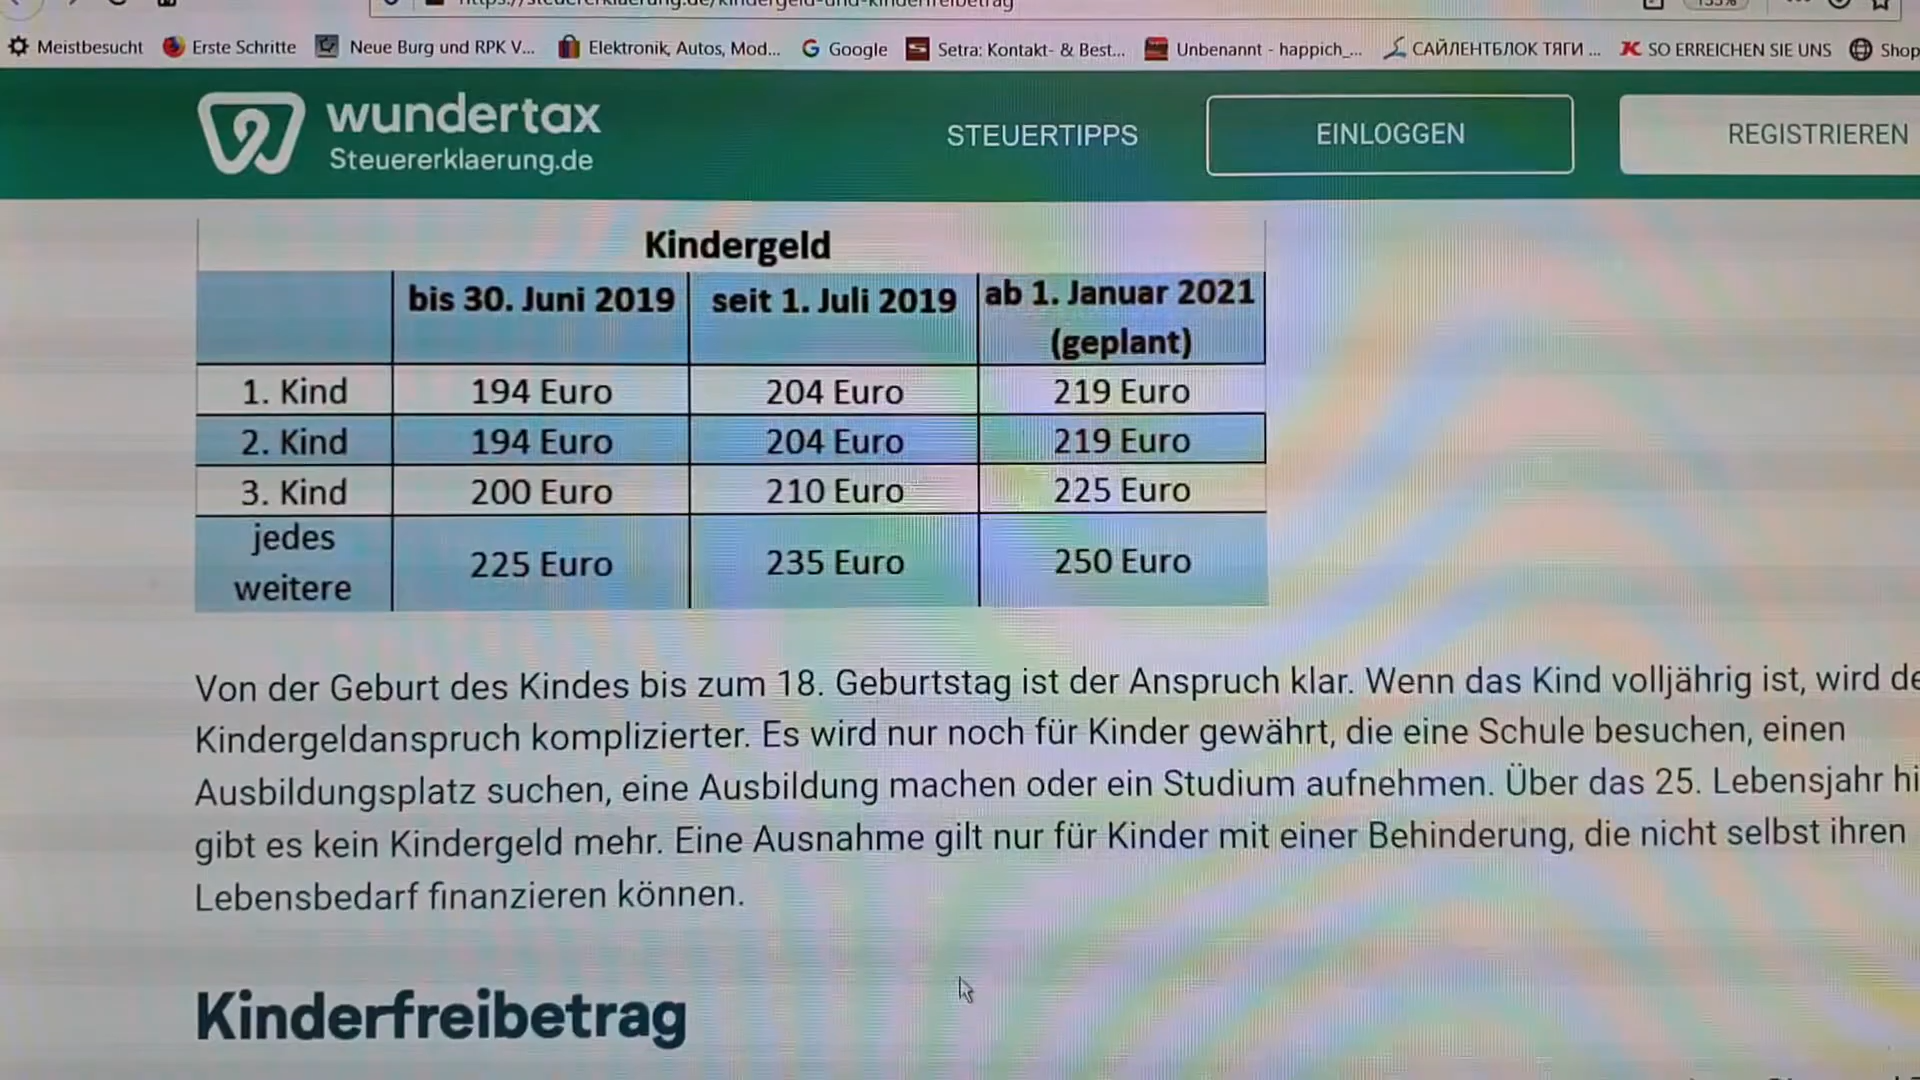 https://steuererklaerung.de/kindergeld-und-kinderfreibetrag
Meistbesucht Erste Schritte Neue Burg und RPK V... Elektronik, Autos, Mod... Google Setra: Kontakt- & Best... Unbenannt - happich_... САЙЛЕНТБЛОК ТЯГИ ... SO ERREICHEN SIE UNS Shop
wundertax
Steuererklaerung.de
STEUERTIPPS EINLOGGEN REGISTRIEREN
Kindergeld
bis 30. Juni 2019 seit 1. Juli 2019 ab 1. Januar 2021
(geplant)
1. Kind 194 Euro 204 Euro 219 Euro
2. Kind 194 Euro 204 Euro 219 Euro
3. Kind 200 Euro 210 Euro 225 Euro
jedes
weitere 225 Euro 235 Euro 250 Euro
Von der Geburt des Kindes bis zum 18. Geburtstag ist der Anspruch klar. Wenn das Kind volljährig ist, wird de
Kindergeldanspruch komplizierter. Es wird nur noch für Kinder gewährt, die eine Schule besuchen, einen
Ausbildungsplatz suchen, eine Ausbildung machen oder ein Studium aufnehmen. Über das 25. Lebensjahr hi
gibt es kein Kindergeld mehr. Eine Ausnahme gilt nur für Kinder mit einer Behinderung, die nicht selbst ihren
Lebensbedarf finanzieren können.
Kinderfreibetrag